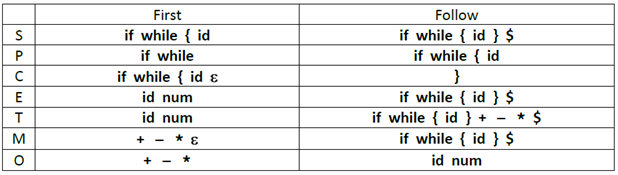 First Follow
S if while { id if while { id } $
P if while if while { id
C if while { id ε }
E id num if while { id } $
T id num if while { id } + – * $
M + – * ε if while { id } $
O + – * id num